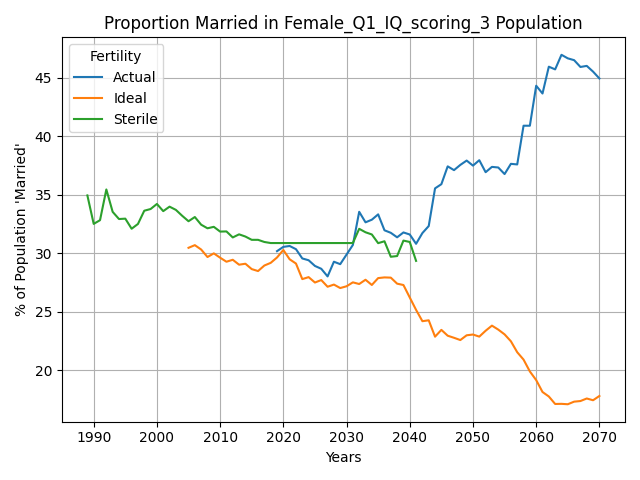 Proportion Married in Female_Q1_IQ_scoring_3 Population
% of Population 'Married'
Fertility
Actual
Ideal
Sterile
45
40
35
30
25
20
1990 2000 2010 2020 2030 2040 2050 2060 2070
Years